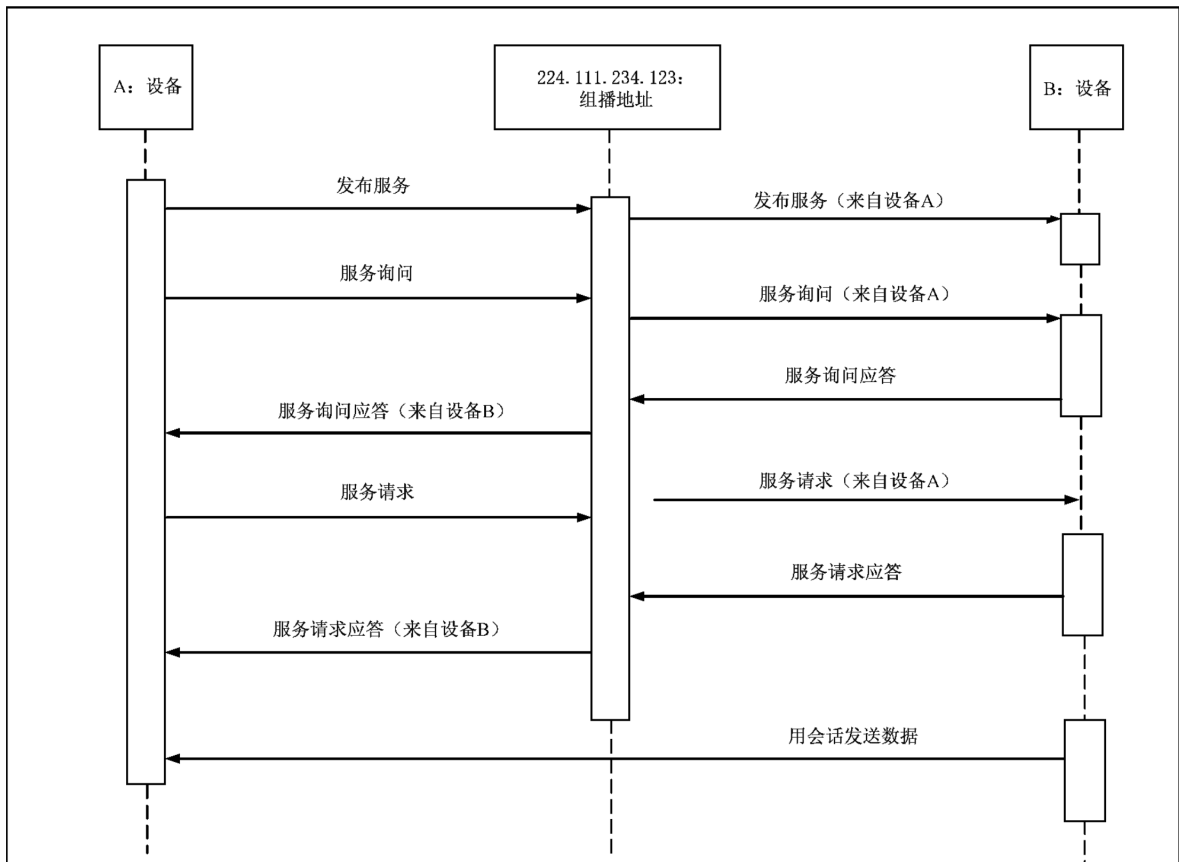 A：设备
224.111.234.123：
组播地址
B：设备
发布服务
发布服务（来自设备A）
服务询问
服务询问（来自设备A）
服务询问应答
服务询问应答（来自设备B）
服务请求（来自设备A）
服务请求
服务请求应答
服务请求应答（来自设备B）
用会话发送数据